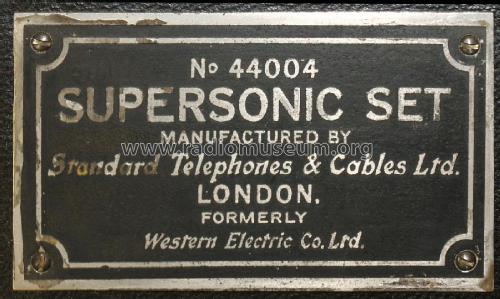 No 44004
SUPERSONIC SET
MANUFACTURED BY
www.radiomuseum.org
Standard Telephones & Cables Ltd.
LONDON.
FORMERLY
Western Electric Co. Ltd.